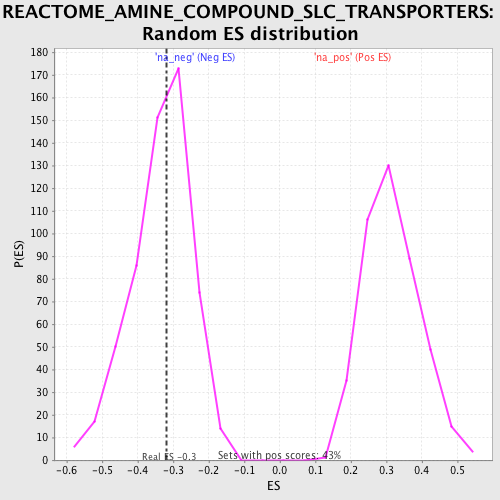 REACTOME_AMINE_COMPOUND_SLC_TRANSPORTERS:
Random ES distribution
'na_neg' (Neg ES)
'na_pos' (Pos ES)
180
170
160
150
140
130
120
110
100
90
80
70
60
50
40
30
20
10
0
P(ES)
Real ES -0.3
Sets with pos scores: 43%
-0.6 -0.5 -0.4 -0.3 -0.2 -0.1 0.0 0.1 0.2 0.3 0.4 0.5
ES